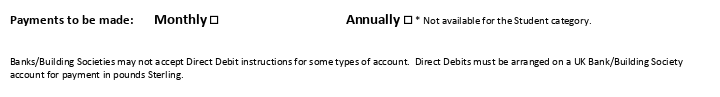 Payments to be made: Monthly □ Annually □ * Not available for the Student category.
Banks/Building Societies may not accept Direct Debit instructions for some types of account. Direct Debits must be arranged on a UK Bank/Building Society
account for payment in pounds Sterling.